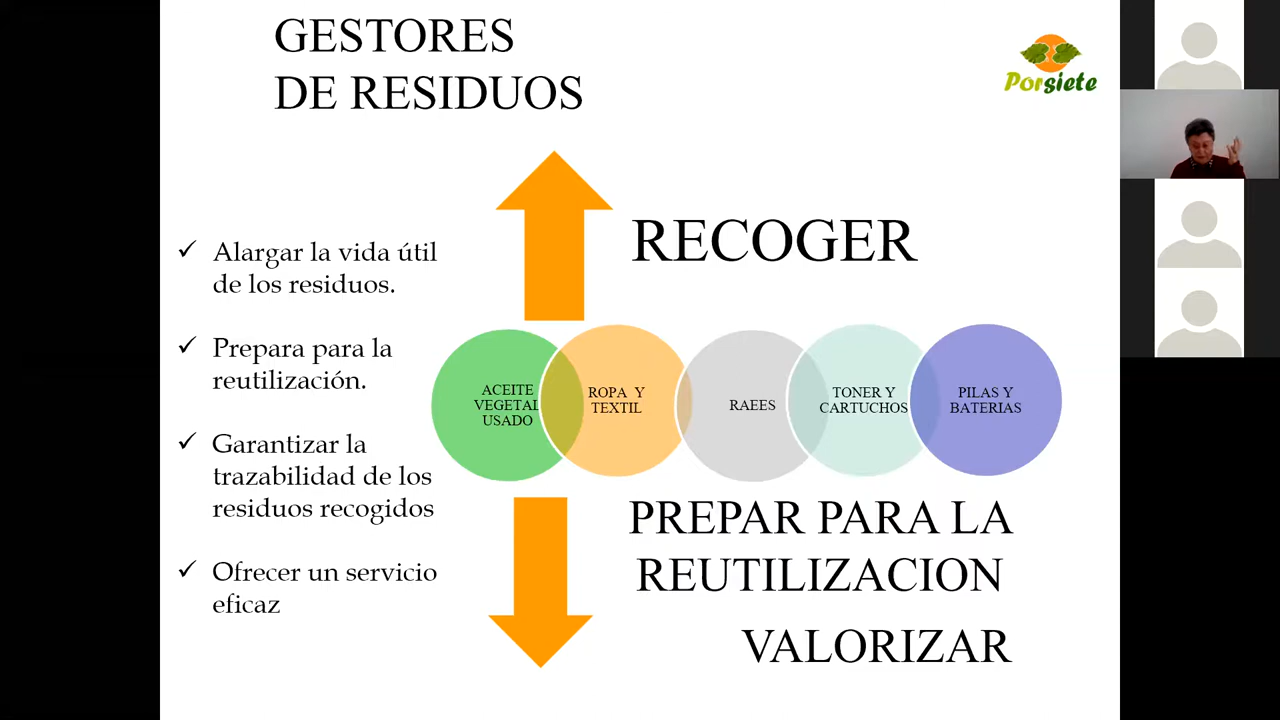 GESTORES
DE RESIDUOS
Porsiete
RECOGER
✓ Alargar la vida útil
de los residuos.
✓ Prepara para la
reutilización.
✓ Garantizar la
trazabilidad de los
residuos recogidos
✓ Ofrecer un servicio
eficaz
ACEITE
VEGETAL
USADO
ROPA Y
TEXTIL
RAEES
TONER Y
CARTUCHOS
PILAS Y
BATERIAS
PREPAR PARA LA
REUTILIZACION
VALORIZAR